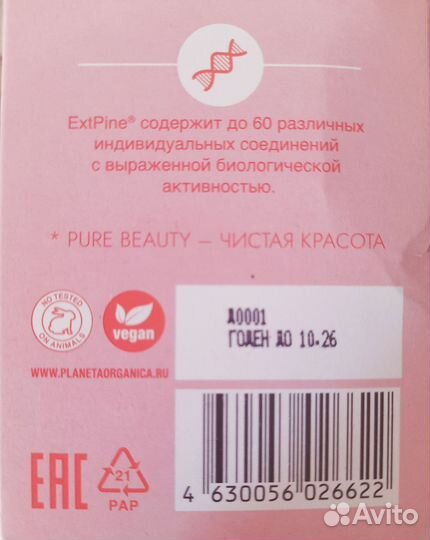 ExtPine® содержит до 60 различных
индивидуальных соединений
с выраженной биологической
активностью.
* PURE BEAUTY – ЧИСТАЯ КРАСОТА
NO TESTED
ON ANIMALS
vegan
Д0001
ГОДЕН ДО 10.26
WWW.PLANETAORGANICA.RU
EAC
21
PAP
4 630056 026622
Avito